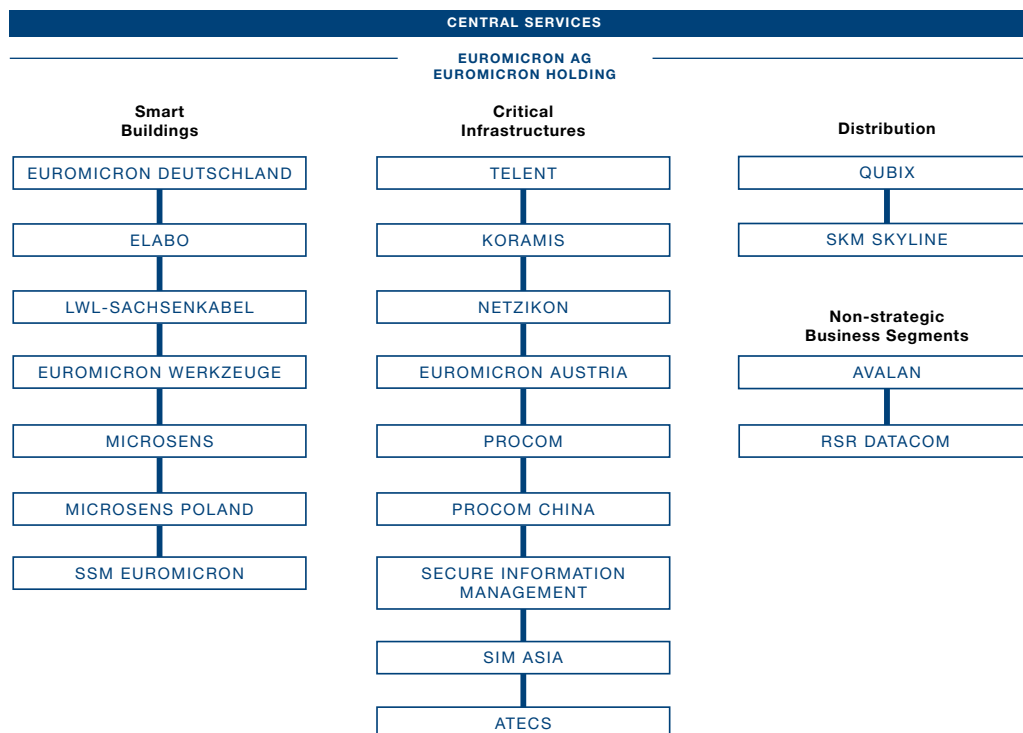 CENTRAL SERVICES
EUROMICRON AG
EUROMICRON HOLDING
Smart
Buildings
EUROMICRON DEUTSCHLAND
ELABO
LWL-SACHSENKABEL
EUROMICRON WERKZEUGE
MICROSENS
MICROSENS POLAND
SSM EUROMICRON
Critical
Infrastructures
TELENT
KORAMIS
NETZIKON
EUROMICRON AUSTRIA
PROCOM
PROCOM CHINA
SECURE INFORMATION
MANAGEMENT
SIM ASIA
ATECS
Distribution
QUBIX
SKM SKYLINE
Non-strategic
Business Segments
AVALAN
RSR DATACOM